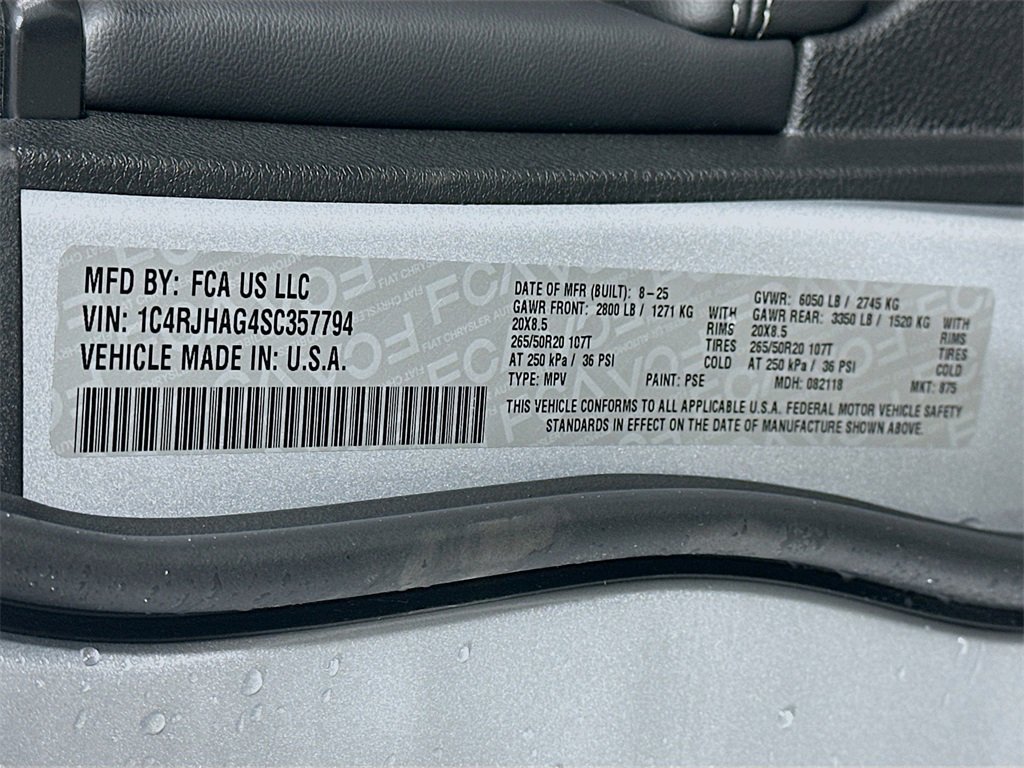 MFD BY: FCA US LLC
VIN: 1C4RJHAG4SC357794
VEHICLE MADE IN: U.S.A.
DATE OF MFR (BUILT): 8-25
GAWR FRONT: 2800 LB / 1271 KG WITH
20X8.5 RIMS
265/50R20 107T TIRES
AT 250 kPa / 36 PSI COLD
TYPE: MPV PAINT: PSE
GVWR: 6050 LB / 2745 KG
GAWR REAR: 3350 LB / 1520 KG WITH
20X8.5 RIMS
265/50R20 107T TIRES
AT 250 kPa / 36 PSI COLD
MDH: 082118 MKT: 875
THIS VEHICLE CONFORMS TO ALL APPLICABLE U.S.A. FEDERAL MOTOR VEHICLE SAFETY
STANDARDS IN EFFECT ON THE DATE OF MANUFACTURE SHOWN ABOVE.